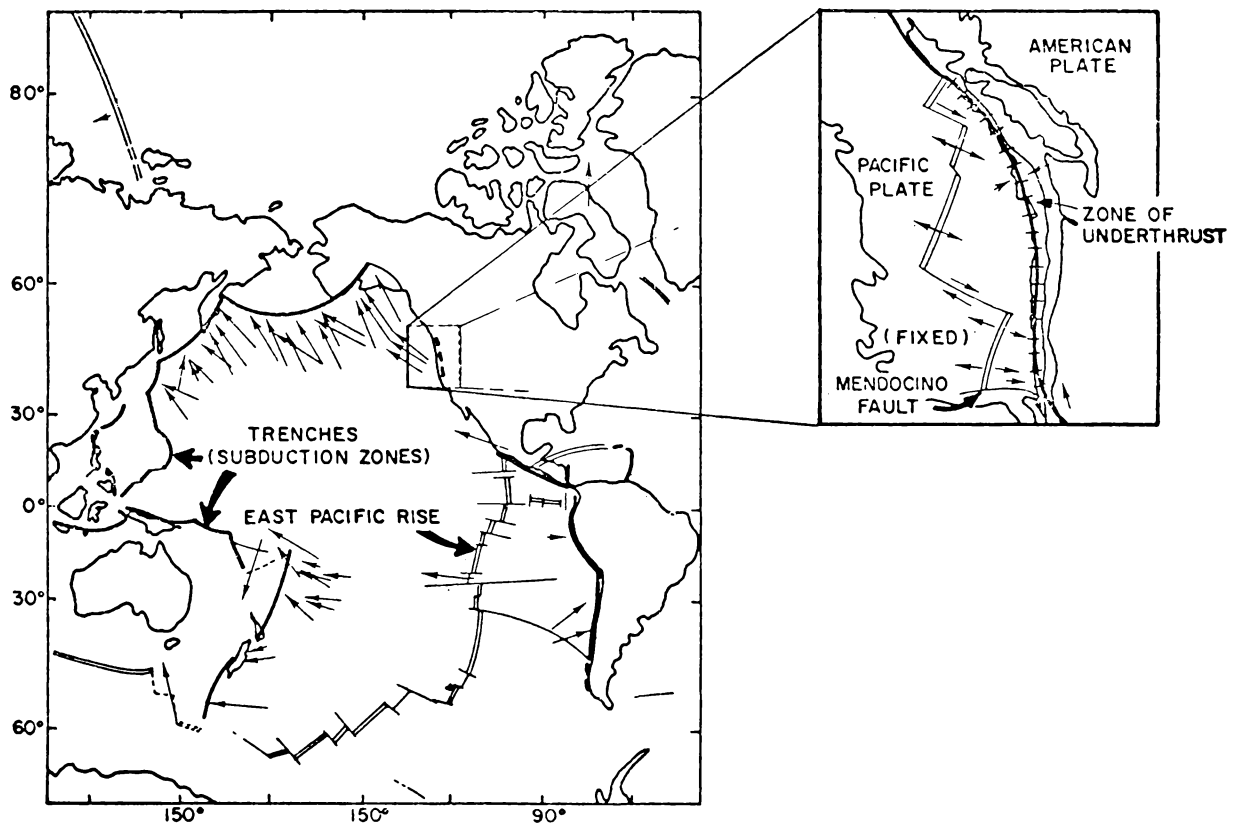 80°
60°
30°
0°
30°
60°
150°
150°
90°
TRENCHES
(SUBDUCTION ZONES)
EAST PACIFIC RISE
AMERICAN
PLATE
PACIFIC
PLATE
ZONE OF
UNDERTHRUST
(FIXED)
MENDOCINO
FAULT